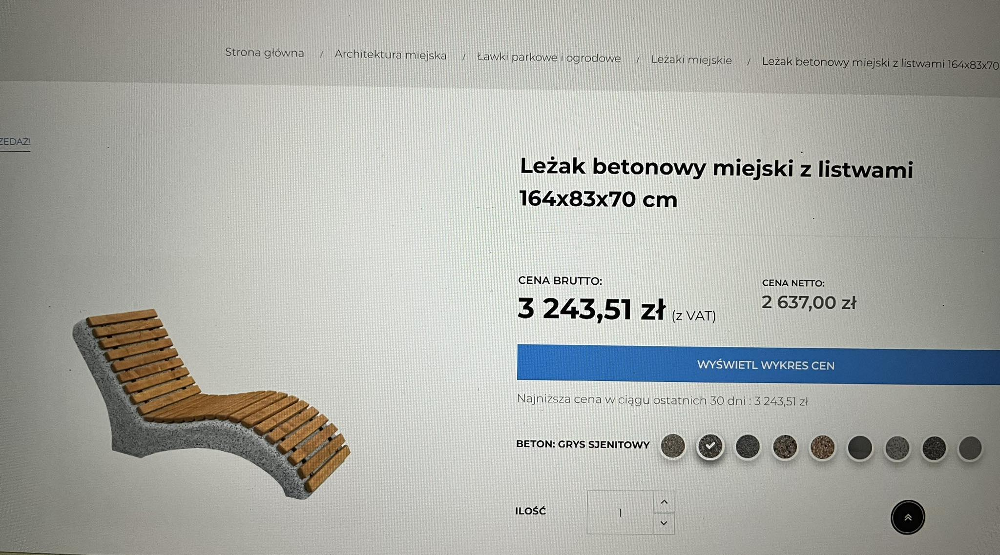 Strona główna / Architektura miejska / Ławki parkowe i ogrodowe / Leżaki miejskie / Leżak betonowy miejski z listwami 164x83x70
ZEDAŻ!
Leżak betonowy miejski z listwami
164x83x70 cm
CENA BRUTTO:
3 243,51 zł (z VAT)
CENA NETTO:
2 637,00 zł
WYŚWIETL WYKRES CEN
Najniższa cena w ciągu ostatnich 30 dni : 3 243,51 zł
BETON: GRYS SJENITOWY
ILOŚĆ
1